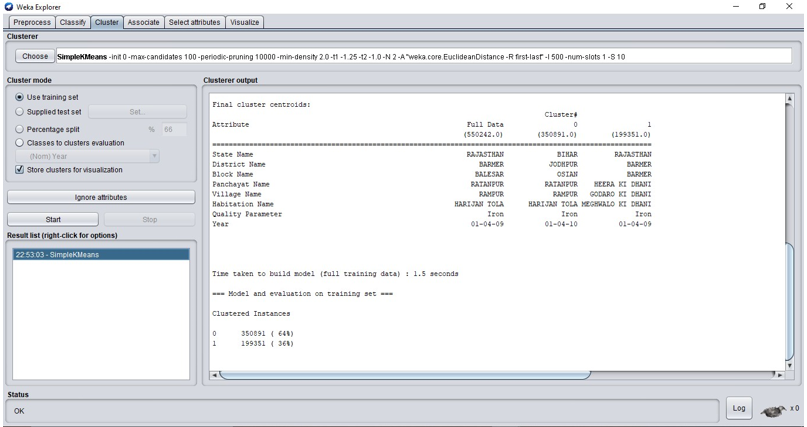 Weka Explorer
Preprocess Classify Cluster Associate Select attributes Visualize
Clusterer
Choose SimpleKMeans -init 0 -max-candidates 100 -periodic-pruning 10000 -min-density 2.0 -t1 -1.25 -t2 -1.0 -N 2 -A "weka.core.EuclideanDistance -R first-last" -I 500 -num-slots 1 -S 10
Cluster mode
Use training set
Supplied test set Set...
Percentage split % 66
Classes to clusters evaluation
(Nom) Year
Store clusters for visualization
Ignore attributes
Start Stop
Result list (right-click for options)
22:53:03 - SimpleKMeans
Clusterer output
Final cluster centroids:
Cluster#
Attribute Full Data 0 1
(550242.0) (350891.0) (199351.0)
State Name RAJASTHAN BIHAR RAJASTHAN
District Name BARMER JODHPUR BARMER
Block Name BALESAR OSIAN BARMER
Panchayat Name RATANPUR RATANPUR HEERA KI DHANI
Village Name RAMPUR RAMPUR GODARO KI DHANI
Habitation Name HARIJAN TOLA HARIJAN TOLA MEGHWALO KI DHANI
Quality Parameter Iron Iron Iron
Year 01-04-09 01-04-10 01-04-09
Time taken to build model (full training data) : 1.5 seconds
=== Model and evaluation on training set ===
Clustered Instances
0 350891 ( 64%)
1 199351 ( 36%)
Status
OK
Log x 0